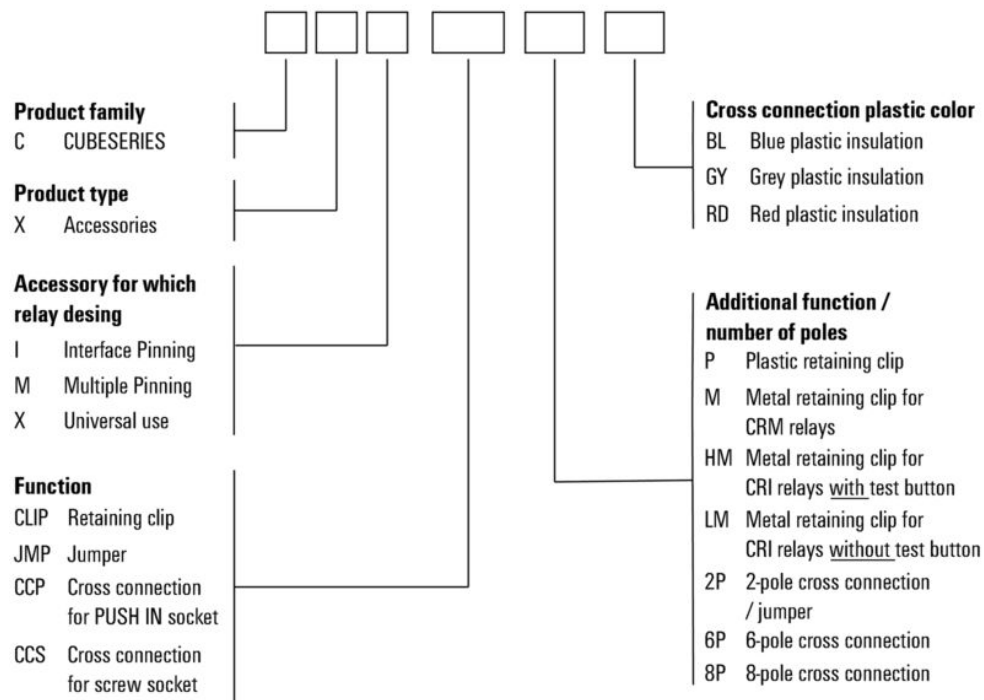 Product family
C CUBESERIES
Product type
X Accessories
Accessory for which
relay desing
I Interface Pinning
M Multiple Pinning
X Universal use
Function
CLIP Retaining clip
JMP Jumper
CCP Cross connection
for PUSH IN socket
CCS Cross connection
for screw socket
Cross connection plastic color
BL Blue plastic insulation
GY Grey plastic insulation
RD Red plastic insulation
Additional function /
number of poles
P Plastic retaining clip
M Metal retaining clip for
CRM relays
HM Metal retaining clip for
CRI relays with test button
LM Metal retaining clip for
CRI relays without test button
2P 2-pole cross connection
/ jumper
6P 6-pole cross connection
8P 8-pole cross connection